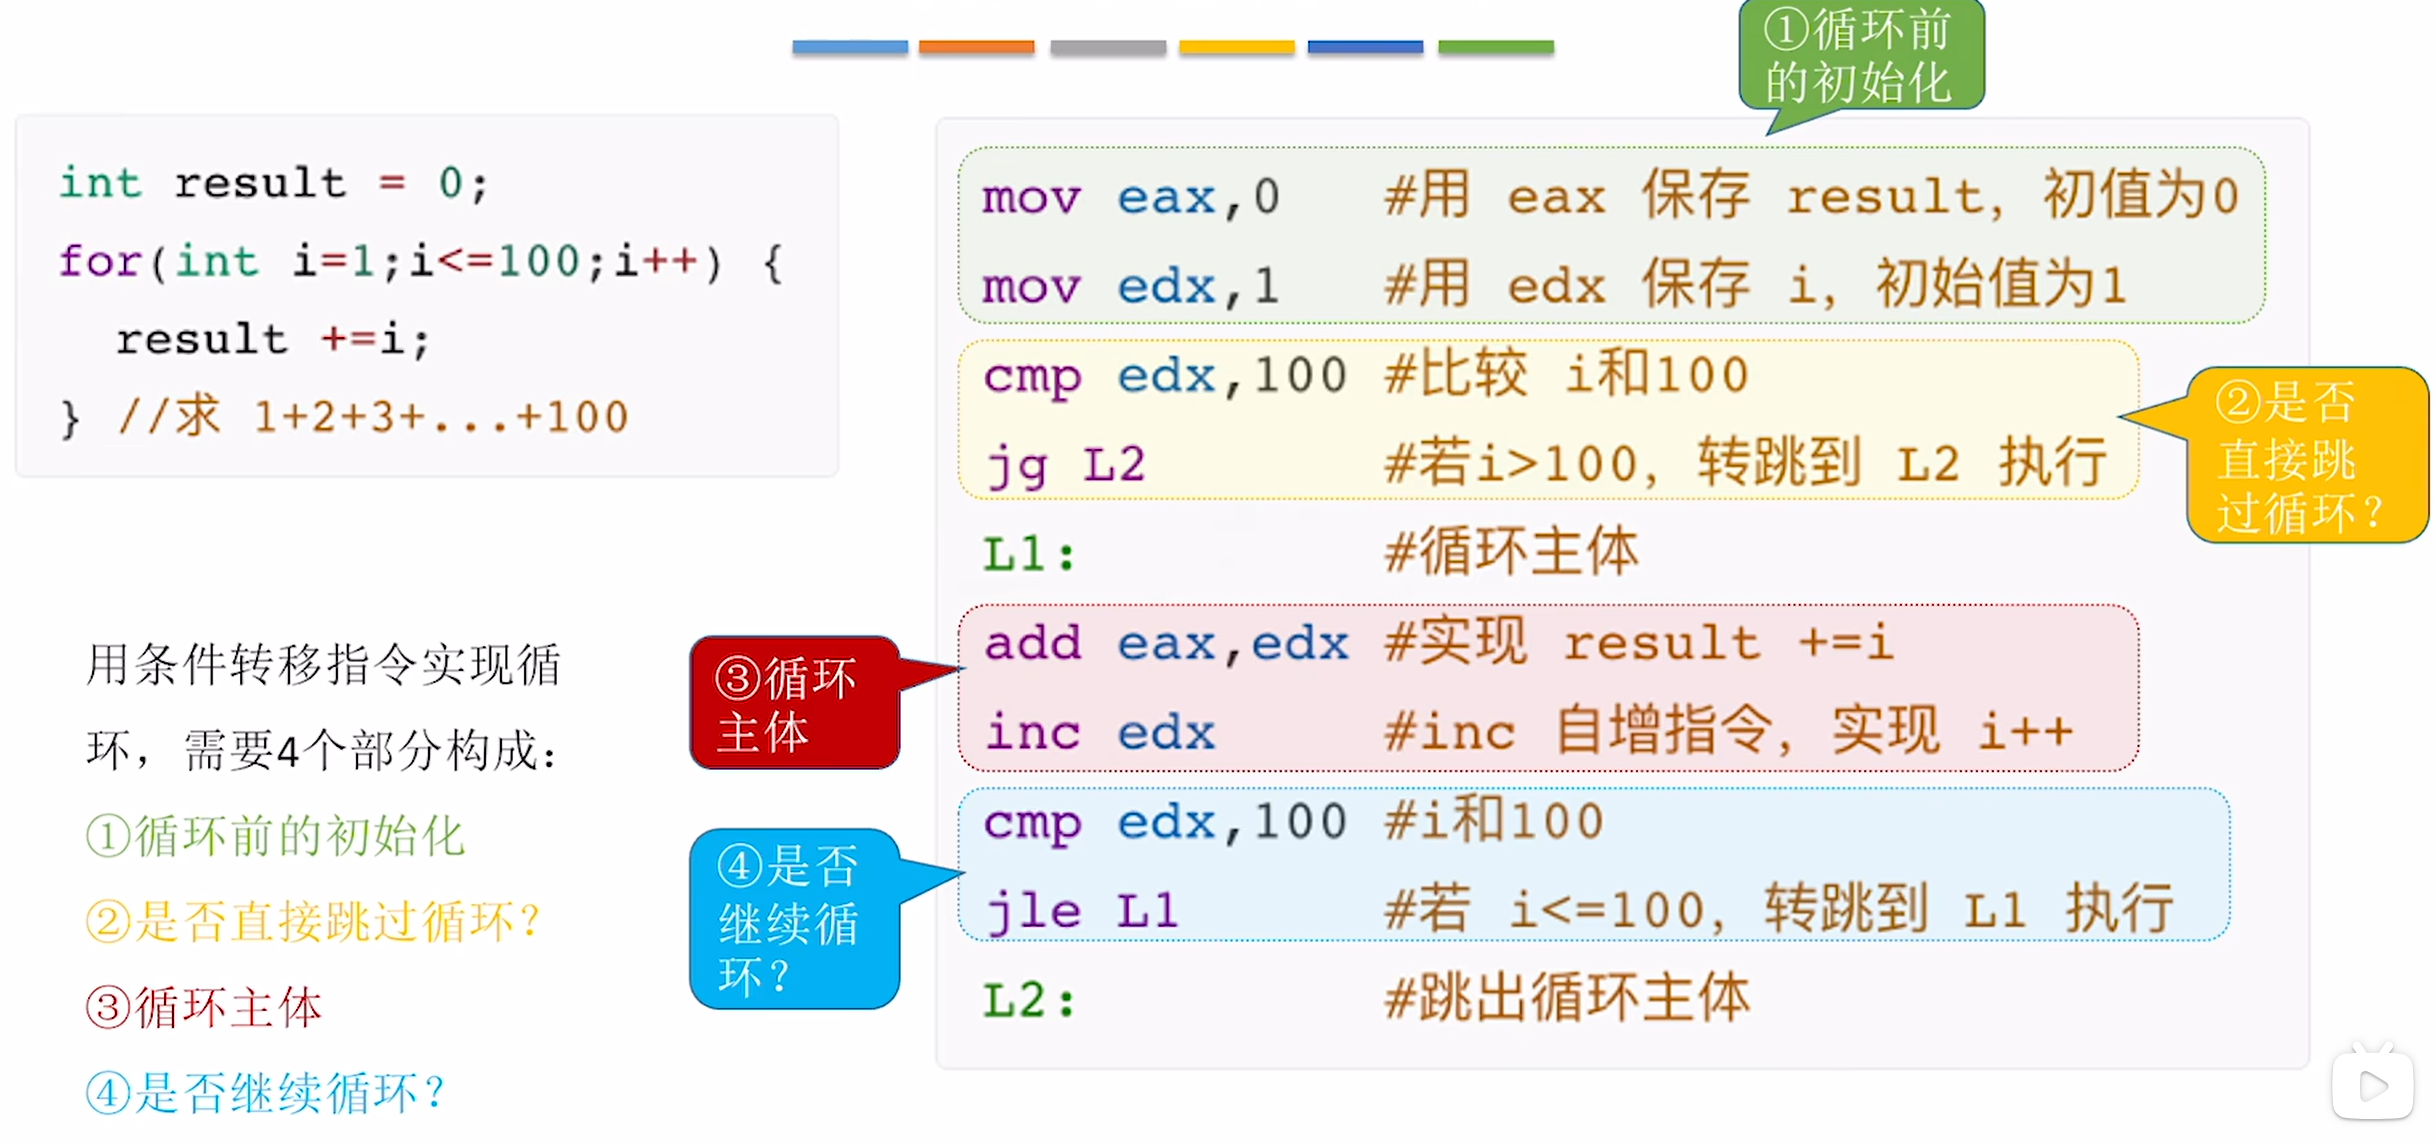 ①循环前
的初始化
int result = 0;
for(int i=1;i<=100;i++) {
result +=i;
} //求 1+2+3+...+100
mov eax,0 #用 eax 保存 result，初值为0
mov edx,1 #用 edx 保存 i，初始值为1
cmp edx,100 #比较 i和100
jg L2 #若i>100，转跳到 L2 执行
②是否
直接跳
过循环？
L1: #循环主体
add eax,edx #实现 result +=i
inc edx #inc 自增指令，实现 i++
③循环
主体
cmp edx,100 #i和100
jle L1 #若 i<=100，转跳到 L1 执行
④是否
继续循
环？
L2: #跳出循环主体
用条件转移指令实现循
环，需要4个部分构成：
①循环前的初始化
②是否直接跳过循环？
③循环主体
④是否继续循环？